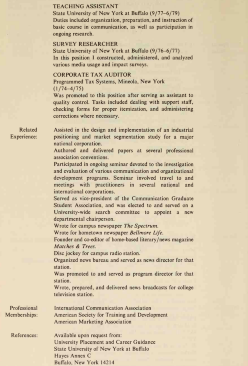 TEACHING ASSISTANT
State University of New York at Buffalo (9/77-6/79)
Duties included organization, preparation, and instruction of
basic course in communication, as well as participation in
ongoing research.
SURVEY RESEARCHER
State University of New York at Buffalo (9/76-6/77)
In this position I constructed, administered, and analyzed
various media usage and impact surveys.
CORPORATE TAX AUDITOR
Programmed Tax Systems, Mineola, New York
(1/74-4/75)
Was promoted to this position after serving as assistant to
quality control. Tasks included dealing with support staff,
checking forms for proper itemization, and administering
corrections where necessary.
Related Experience:
Assisted in the design and implementation of an industrial
positioning and market segmentation study for a major
national corporation.
Authored and delivered papers at several professional
association conventions.
Participated in ongoing seminar devoted to the investigation
and evaluation of various communication and organizational
development programs. Seminar involved travel to and
meetings with practitioners in several national and
international corporations.
Served as vice-president of the Communication Graduate
Student Association, and was elected to and served on a
University-wide search committee to appoint a new
departmental chairperson.
Wrote for campus newspaper The Spectrum.
Wrote for hometown newspaper Bellmore Life.
Founder and co-editor of home-based literary/news magazine
Matches & Trees.
Disc jockey for campus radio station.
Organized news bureau and served as news director for that
station.
Was promoted to and served as program director for that
station.
Wrote, prepared, and delivered news broadcasts for college
television station.
Professional Memberships:
International Communication Association
American Society for Training and Development
American Marketing Association
References:
Available upon request from:
University Placement and Career Guidance
State University of New York at Buffalo
Hayes Annex C
Buffalo, New York 14214